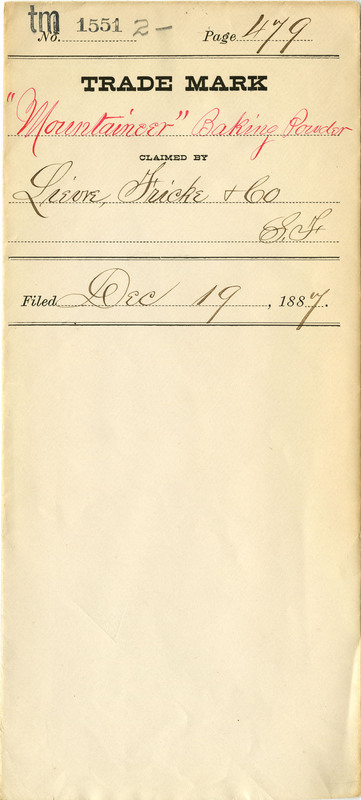 tm No. 1551 2- Page 479
TRADE MARK
"Mountaineer" Baking Powder
CLAIMED BY
Lievre, Fricke & Co
S.F
Filed Dec 19, 1887.